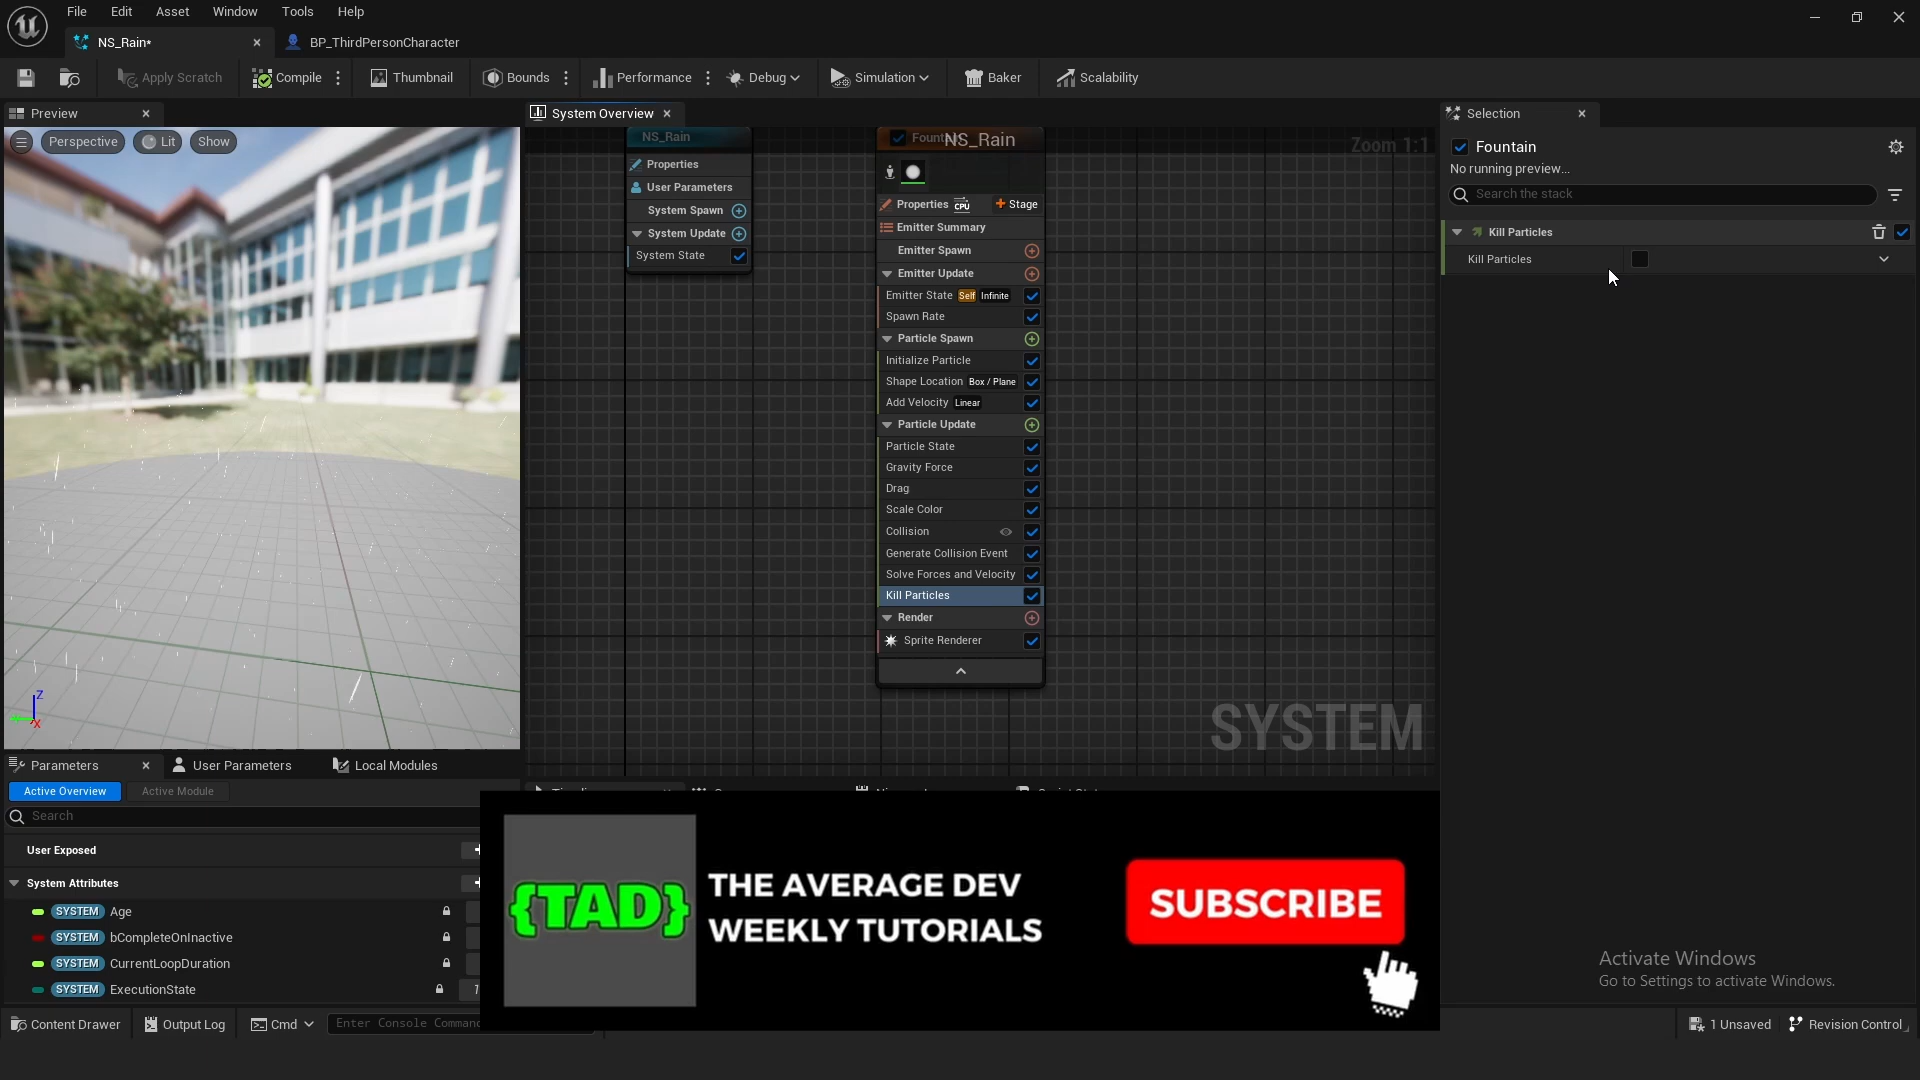 File Edit Asset Window Tools Help
NS_Rain* BP_ThirdPersonCharacter
Apply Scratch Compile Thumbnail Bounds Performance Debug Simulation Baker Scalability
Preview
Perspective Lit Show
Z
X
System Overview
NS_Rain
Zoom 1:1
NS_Rain
Properties
User Parameters
System Spawn
System Update
System State
Properties CPU Stage
Emitter Summary
Emitter Spawn
Emitter Update
Emitter State Self Infinite
Spawn Rate
Particle Spawn
Initialize Particle
Shape Location Box / Plane
Add Velocity Linear
Particle Update
Particle State
Gravity Force
Drag
Scale Color
Collision
Generate Collision Event
Solve Forces and Velocity
Kill Particles
Render
Sprite Renderer
SYSTEM
Selection
Fountain
No running preview...
Search the stack
Kill Particles
Kill Particles
Parameters User Parameters Local Modules
Active Overview Active Module
Search
User Exposed
System Attributes
SYSTEM Age
SYSTEM bCompleteOnInactive
SYSTEM CurrentLoopDuration
SYSTEM ExecutionState
{TAD}
THE AVERAGE DEV
WEEKLY TUTORIALS
SUBSCRIBE
Activate Windows
Go to Settings to activate Windows.
Content Drawer Output Log Cmd Enter Console
1 Unsaved Revision Control